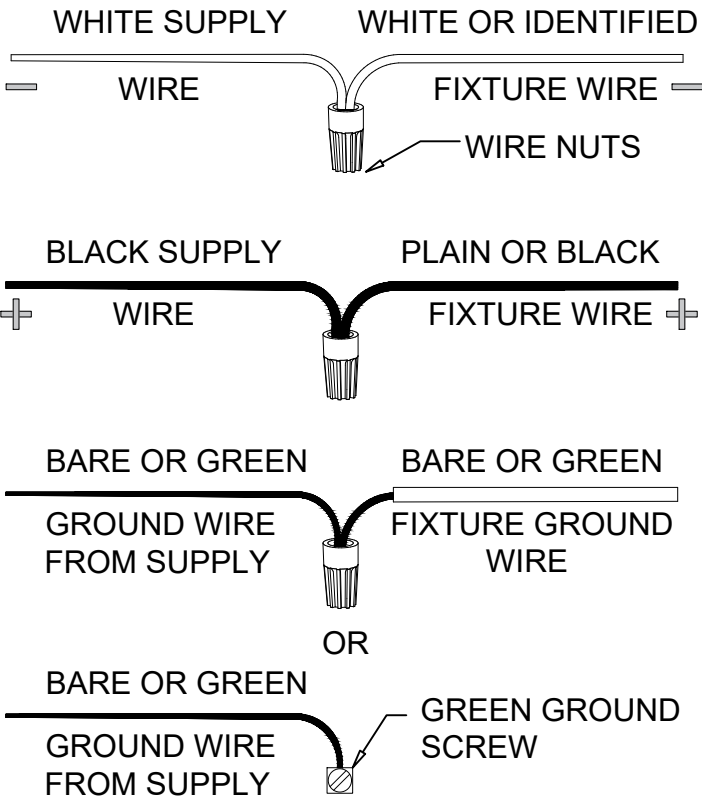 WHITE SUPPLY WHITE OR IDENTIFIED
WIRE FIXTURE WIRE
WIRE NUTS
BLACK SUPPLY PLAIN OR BLACK
WIRE FIXTURE WIRE
BARE OR GREEN BARE OR GREEN
GROUND WIRE FIXTURE GROUND
FROM SUPPLY WIRE
OR
BARE OR GREEN
GREEN GROUND
GROUND WIRE SCREW
FROM SUPPLY